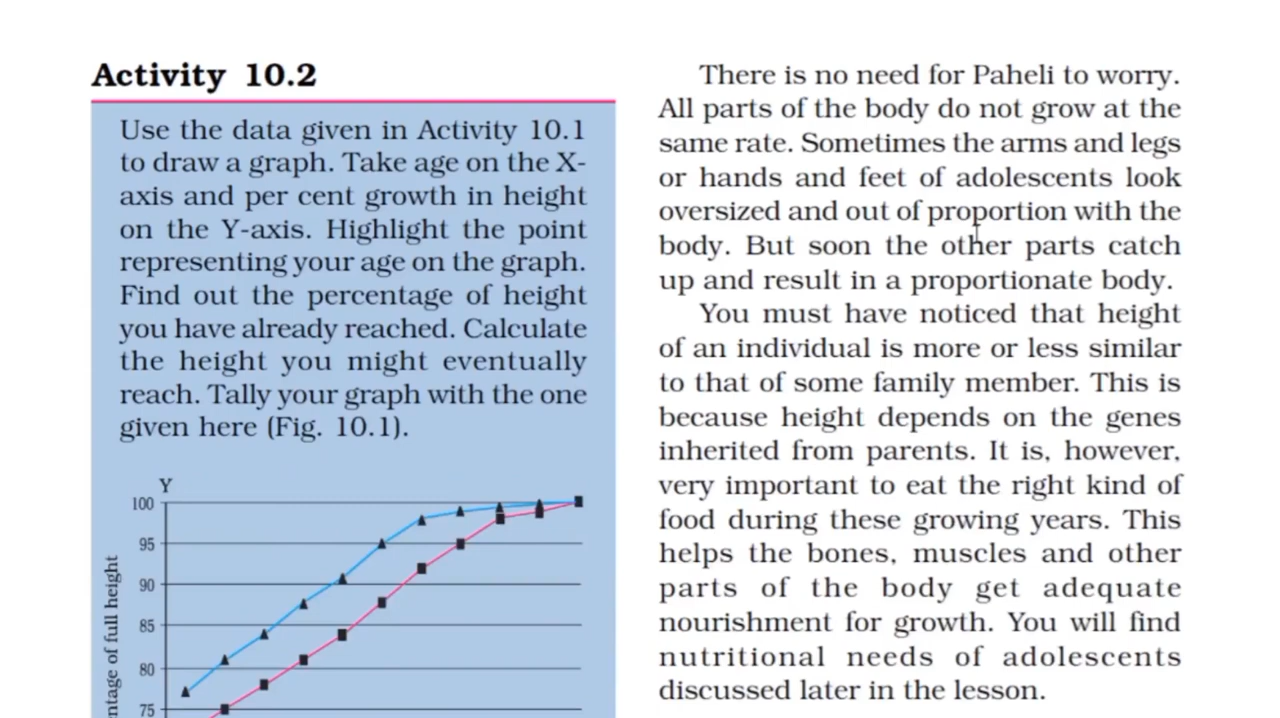 Activity 10.2
Use the data given in Activity 10.1
to draw a graph. Take age on the X-
axis and per cent growth in height
on the Y-axis. Highlight the point
representing your age on the graph.
Find out the percentage of height
you have already reached. Calculate
the height you might eventually
reach. Tally your graph with the one
given here (Fig. 10.1).
Y
100
95
90
85
80
75
ntage of full height
There is no need for Paheli to worry.
All parts of the body do not grow at the
same rate. Sometimes the arms and legs
or hands and feet of adolescents look
oversized and out of proportion with the
body. But soon the other parts catch
up and result in a proportionate body.
You must have noticed that height
of an individual is more or less similar
to that of some family member. This is
because height depends on the genes
inherited from parents. It is, however,
very important to eat the right kind of
food during these growing years. This
helps the bones, muscles and other
parts of the body get adequate
nourishment for growth. You will find
nutritional needs of adolescents
discussed later in the lesson.